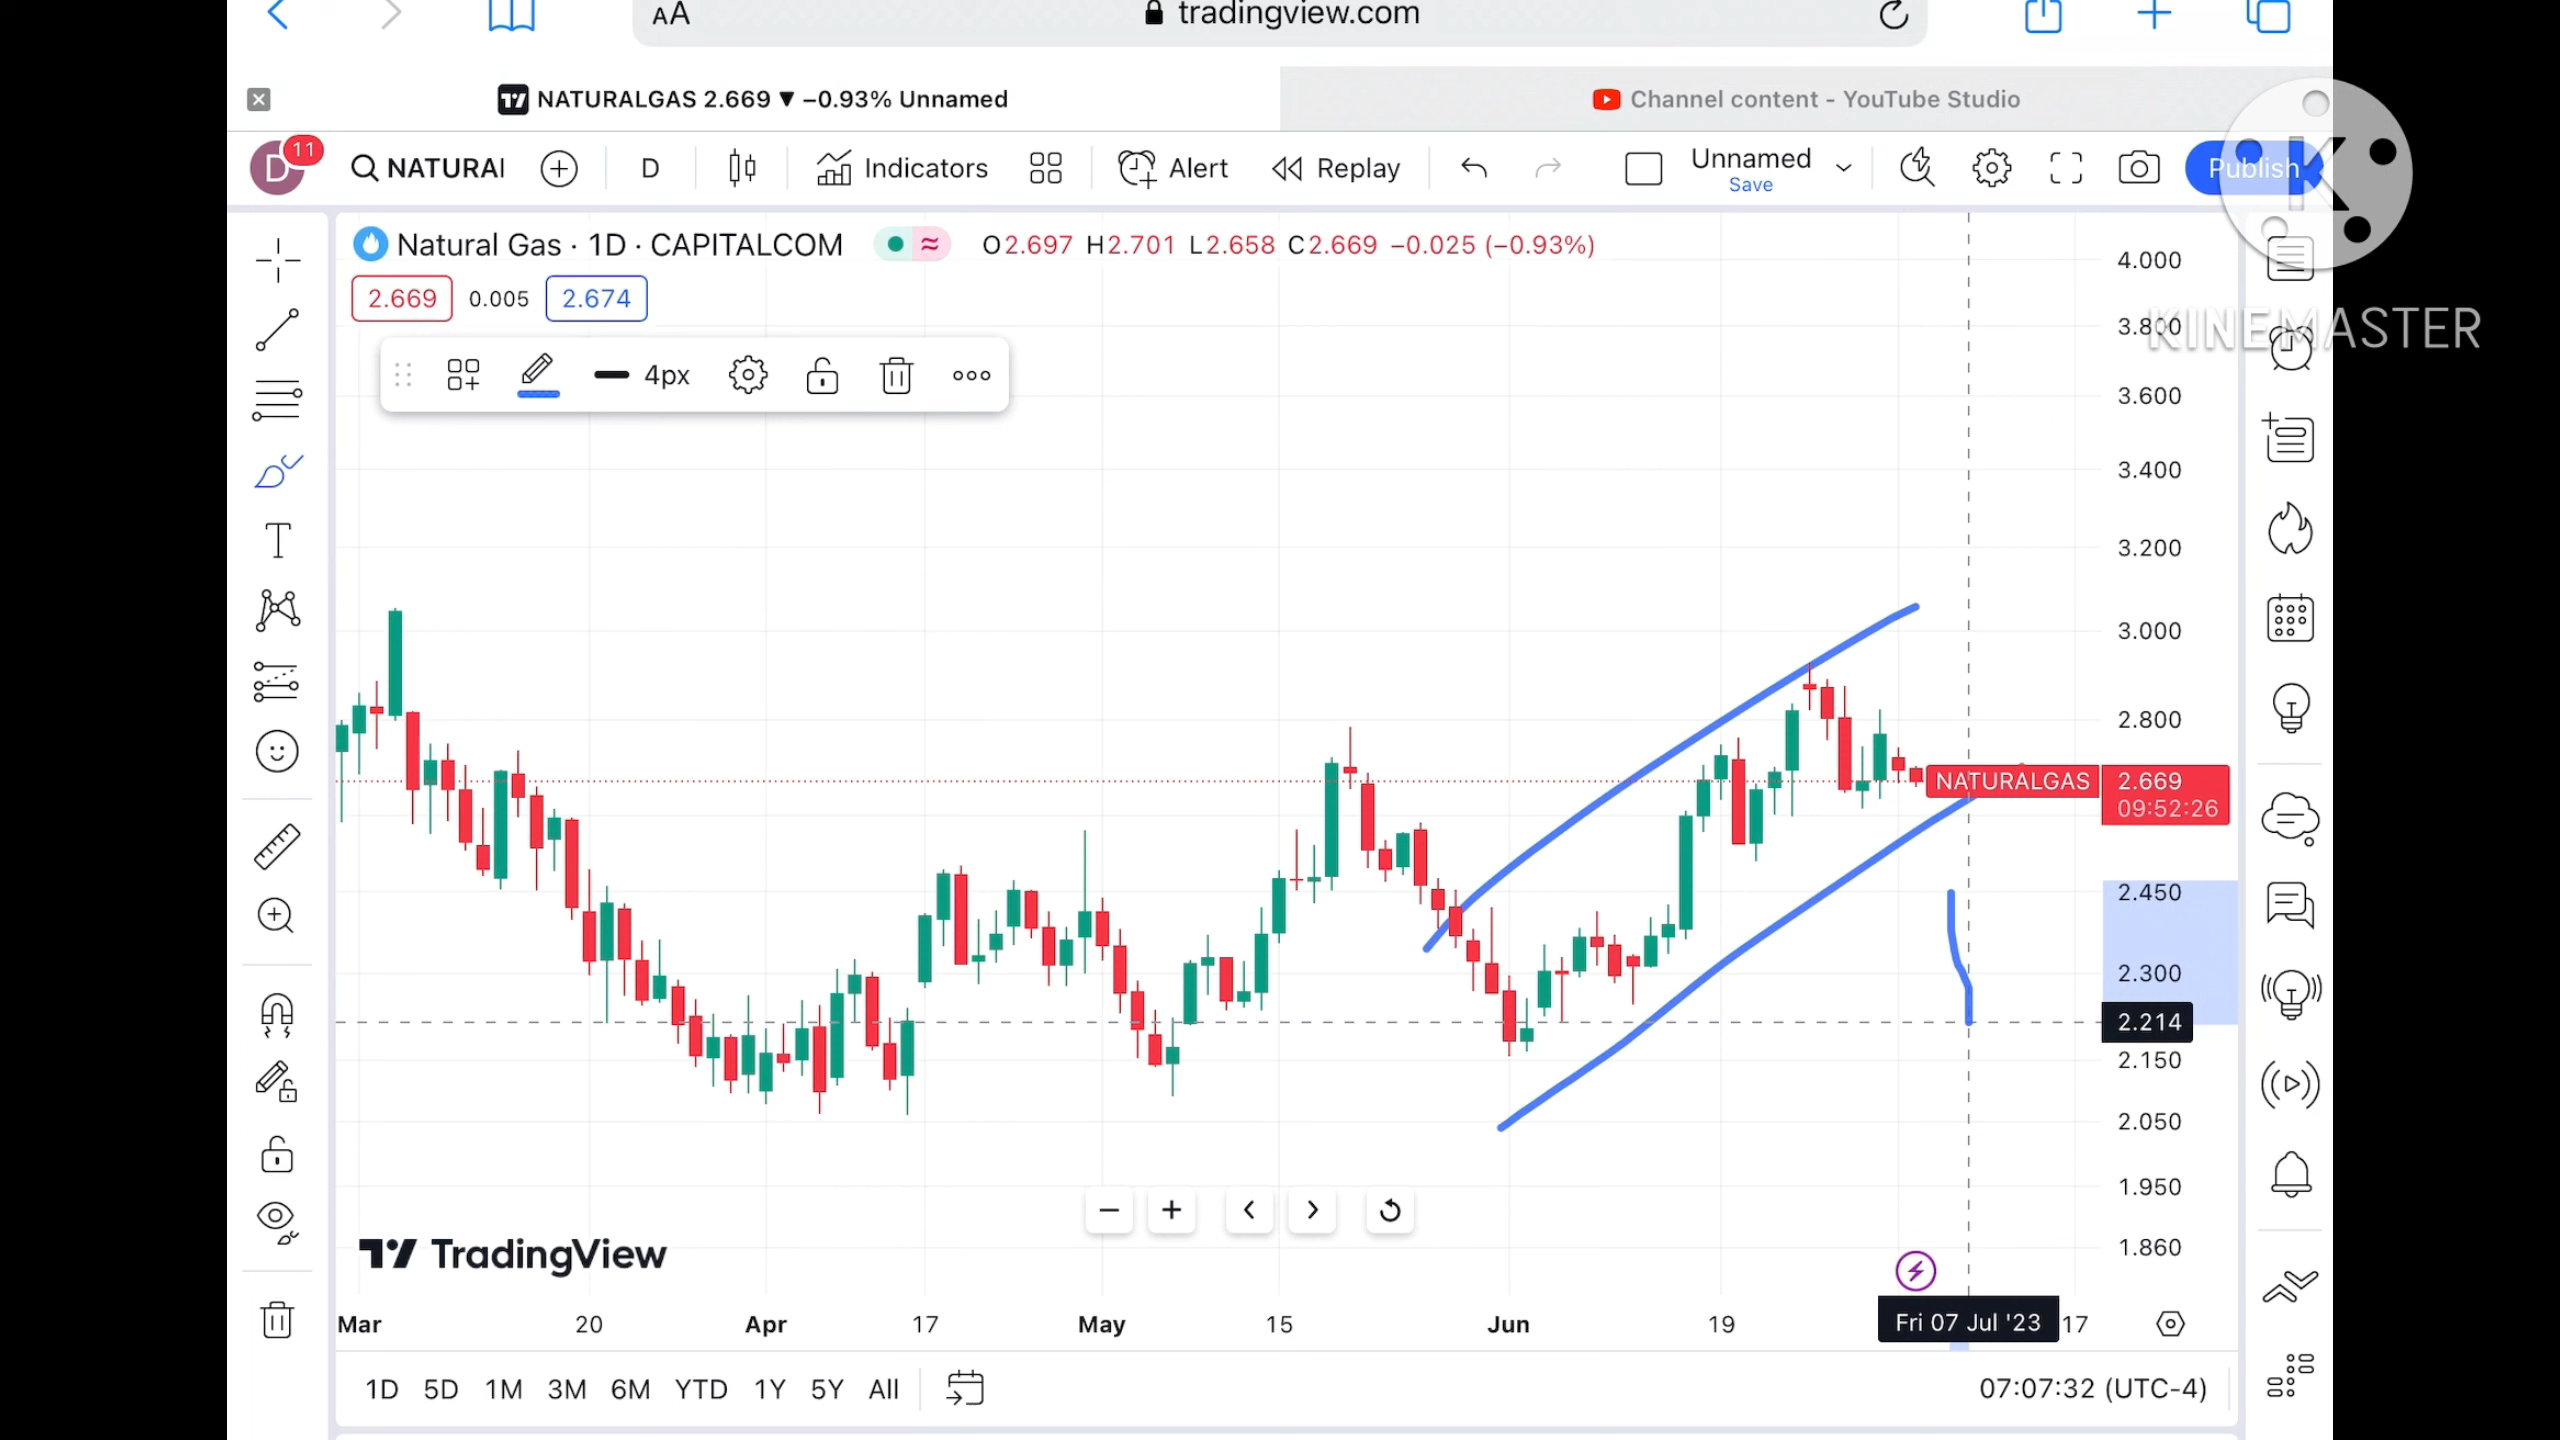 AA tradingview.com
NATURALGAS 2.669 ▼ −0.93% Unnamed
Channel content - YouTube Studio
D 11 NATURAI D Indicators Alert Replay Unnamed Publish
Save
Natural Gas · 1D · CAPITALCOM O2.697 H2.701 L2.658 C2.669 −0.025 (−0.93%)
2.669 0.005 2.674
4px
KINEMASTER
4.000
3.800
3.600
3.400
3.200
3.000
2.800
NATURALGAS 2.669
09:52:26
2.450
2.300
2.214
2.150
2.050
1.950
1.860
TradingView
Mar 20 Apr 17 May 15 Jun 19 Fri 07 Jul '23 17
1D 5D 1M 3M 6M YTD 1Y 5Y All
07:07:32 (UTC-4)